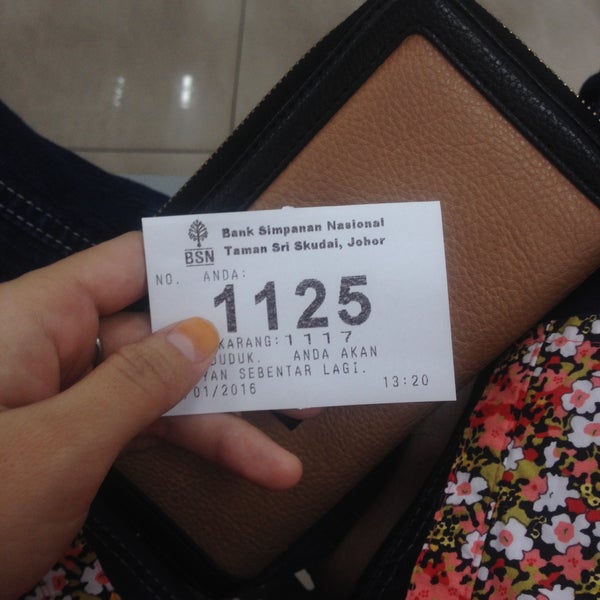 BSN
Bank Simpanan Nasional
Taman Sri Skudai, Johor
NO. ANDA:
1125
KARANG:1117
DUDUK. ANDA AKAN
YAN SEBENTAR LAGI.
01/2016 13:20